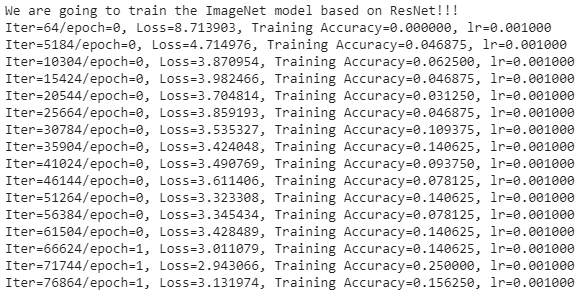 We are going to train the ImageNet model based on ResNet!!!
Iter=64/epoch=0, Loss=8.713903, Training Accuracy=0.000000, lr=0.001000
Iter=5184/epoch=0, Loss=4.714976, Training Accuracy=0.046875, lr=0.001000
Iter=10304/epoch=0, Loss=3.870954, Training Accuracy=0.062500, lr=0.001000
Iter=15424/epoch=0, Loss=3.982466, Training Accuracy=0.046875, lr=0.001000
Iter=20544/epoch=0, Loss=3.704814, Training Accuracy=0.031250, lr=0.001000
Iter=25664/epoch=0, Loss=3.859193, Training Accuracy=0.046875, lr=0.001000
Iter=30784/epoch=0, Loss=3.535327, Training Accuracy=0.109375, lr=0.001000
Iter=35904/epoch=0, Loss=3.424048, Training Accuracy=0.140625, lr=0.001000
Iter=41024/epoch=0, Loss=3.490769, Training Accuracy=0.093750, lr=0.001000
Iter=46144/epoch=0, Loss=3.611406, Training Accuracy=0.078125, lr=0.001000
Iter=51264/epoch=0, Loss=3.323308, Training Accuracy=0.140625, lr=0.001000
Iter=56384/epoch=0, Loss=3.345434, Training Accuracy=0.078125, lr=0.001000
Iter=61504/epoch=0, Loss=3.428489, Training Accuracy=0.140625, lr=0.001000
Iter=66624/epoch=1, Loss=3.011079, Training Accuracy=0.140625, lr=0.001000
Iter=71744/epoch=1, Loss=2.943066, Training Accuracy=0.250000, lr=0.001000
Iter=76864/epoch=1, Loss=3.131974, Training Accuracy=0.156250, lr=0.001000